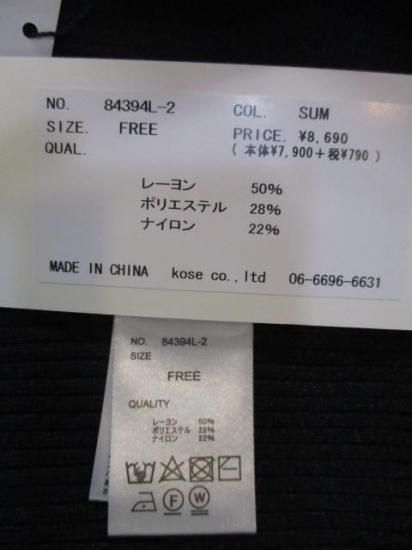 NO. 84394L-2 COL. SUM
SIZE. FREE PRICE. ¥8,690
QUAL. (本体¥7,900+税¥790)
レーヨン 50%
ポリエステル 28%
ナイロン 22%
MADE IN CHINA kose co.,ltd 06-6696-6631
NO. 84394L-2
SIZE
FREE
QUALITY
レーヨン 50%
ポリエステル 28%
ナイロン 22%
F W